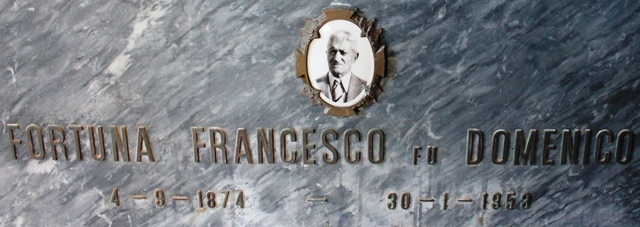 FORTUNA FRANCESCO FU DOMENICO
4-9-1874 - 30-1-1953